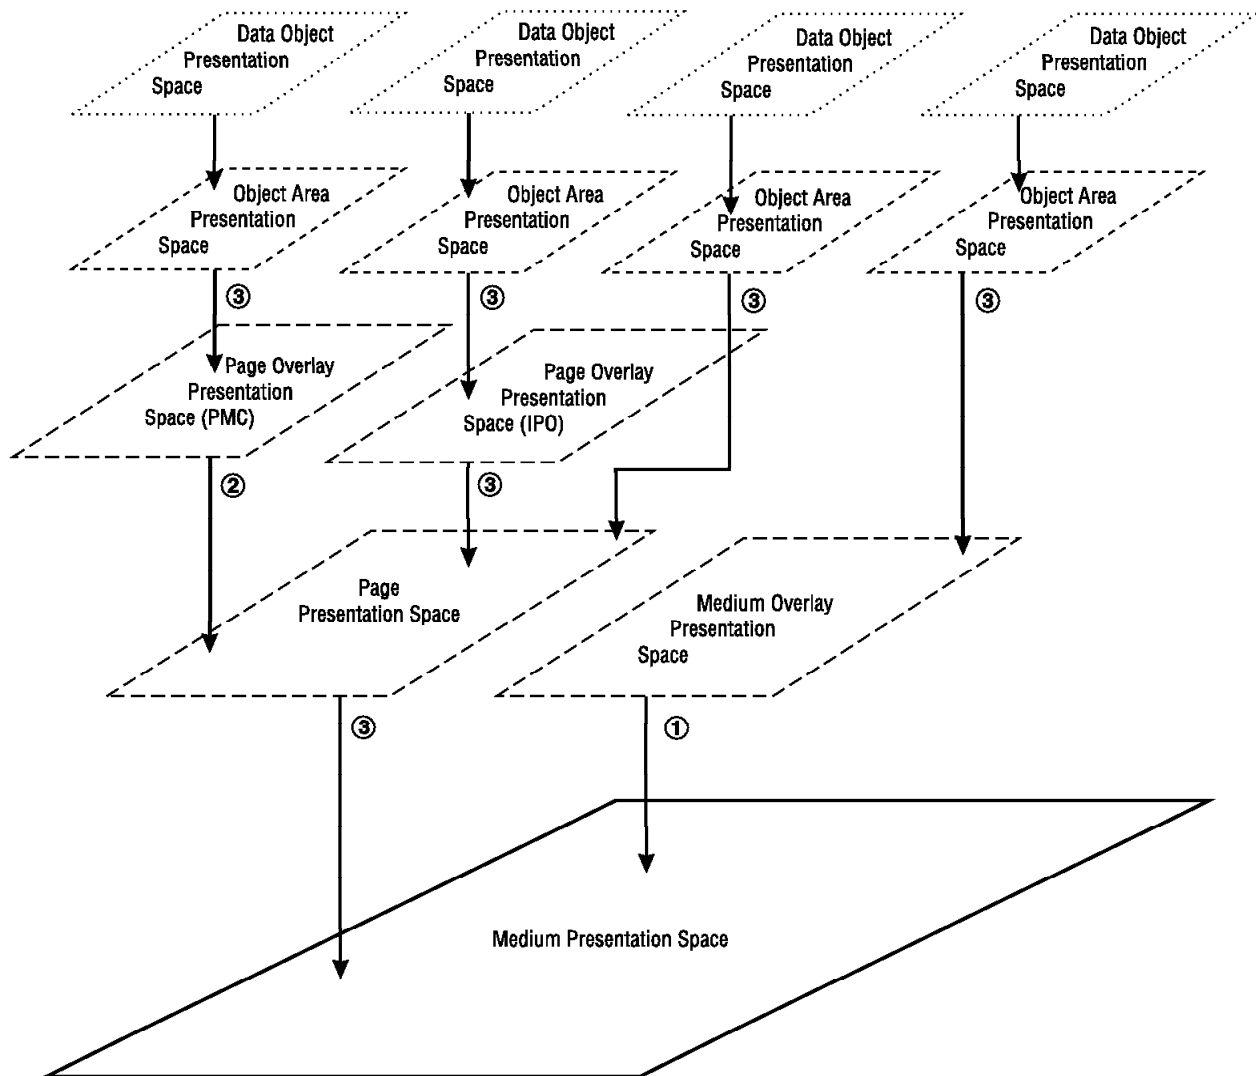 Data Object
Presentation
Space
Data Object
Presentation
Space
Data Object
Presentation
Space
Data Object
Presentation
Space
Object Area
Presentation
Space
Object Area
Presentation
Space
Object Area
Presentation
Space
Object Area
Presentation
Space
③
③
③
③
Page Overlay
Presentation
Space (PMC)
Page Overlay
Presentation
Space (IPO)
②
③
Page
Presentation Space
Medium Overlay
Presentation
Space
③
①
Medium Presentation Space